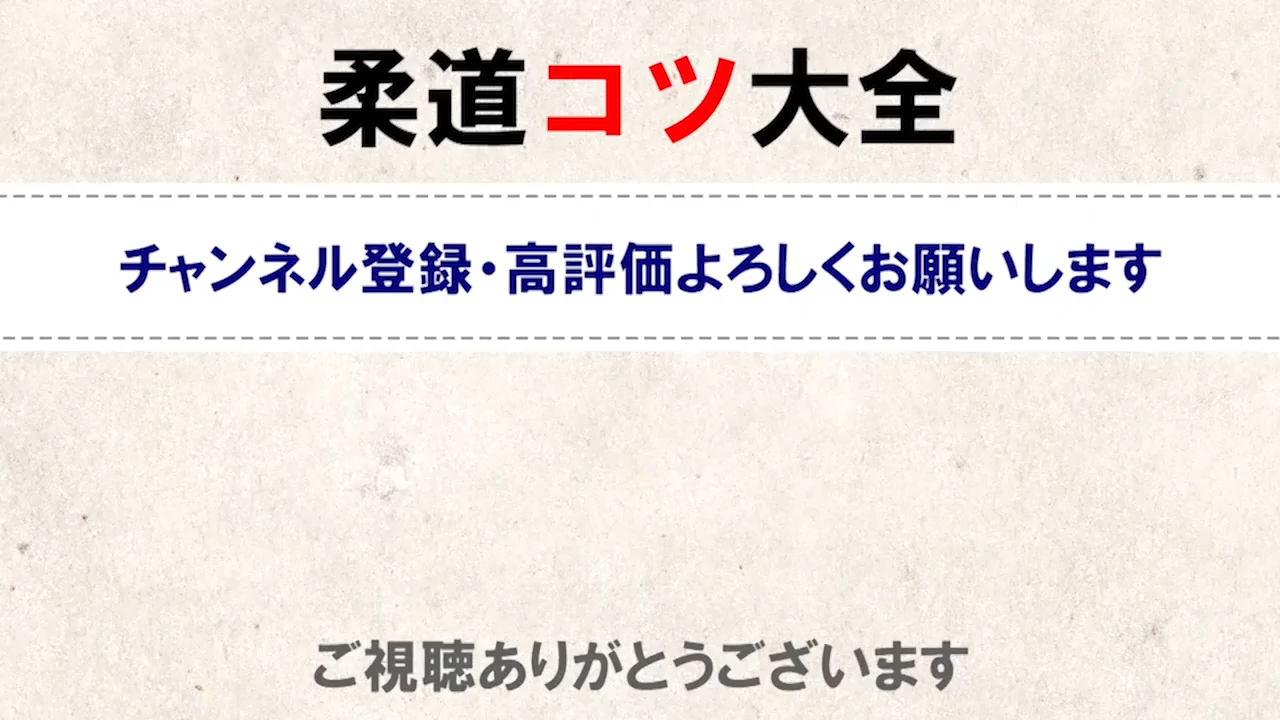 柔道コツ大全
チャンネル登録・高評価よろしくお願いします
ご視聴ありがとうございます